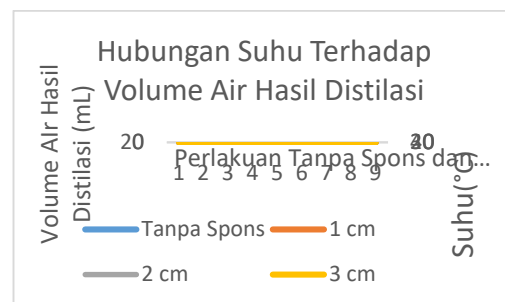 Hubungan Suhu Terhadap
Volume Air Hasil Distilasi
Volume AIr Hasil
Distilasi (mL)
20
1 2 3 4 5 6 7 8 9
Perlakuan Tanpa Spons dan...
Suhu(°C)
Tanpa Spons
1 cm
2 cm
3 cm